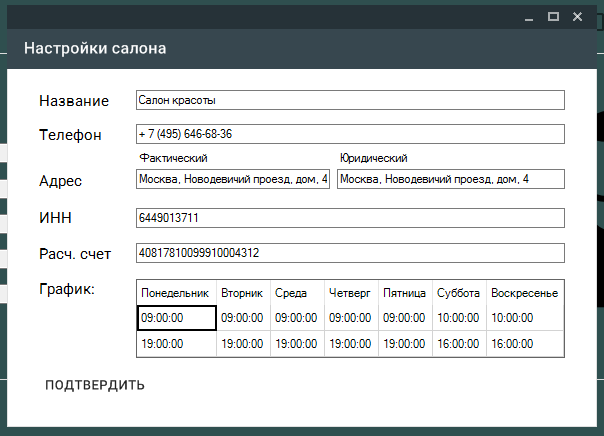 Настройки салона
Название Салон красоты
Телефон + 7 (495) 646-68-36
Фактический Юридический
Адрес Москва, Новодевичий проезд, дом, 4 Москва, Новодевичий проезд, дом, 4
ИНН 6449013711
Расч. счет 40817810099910004312
График: Понедельник Вторник Среда Четверг Пятница Суббота Воскресенье
09:00:00 09:00:00 09:00:00 09:00:00 09:00:00 10:00:00 10:00:00
19:00:00 19:00:00 19:00:00 19:00:00 19:00:00 16:00:00 16:00:00
ПОДТВЕРДИТЬ